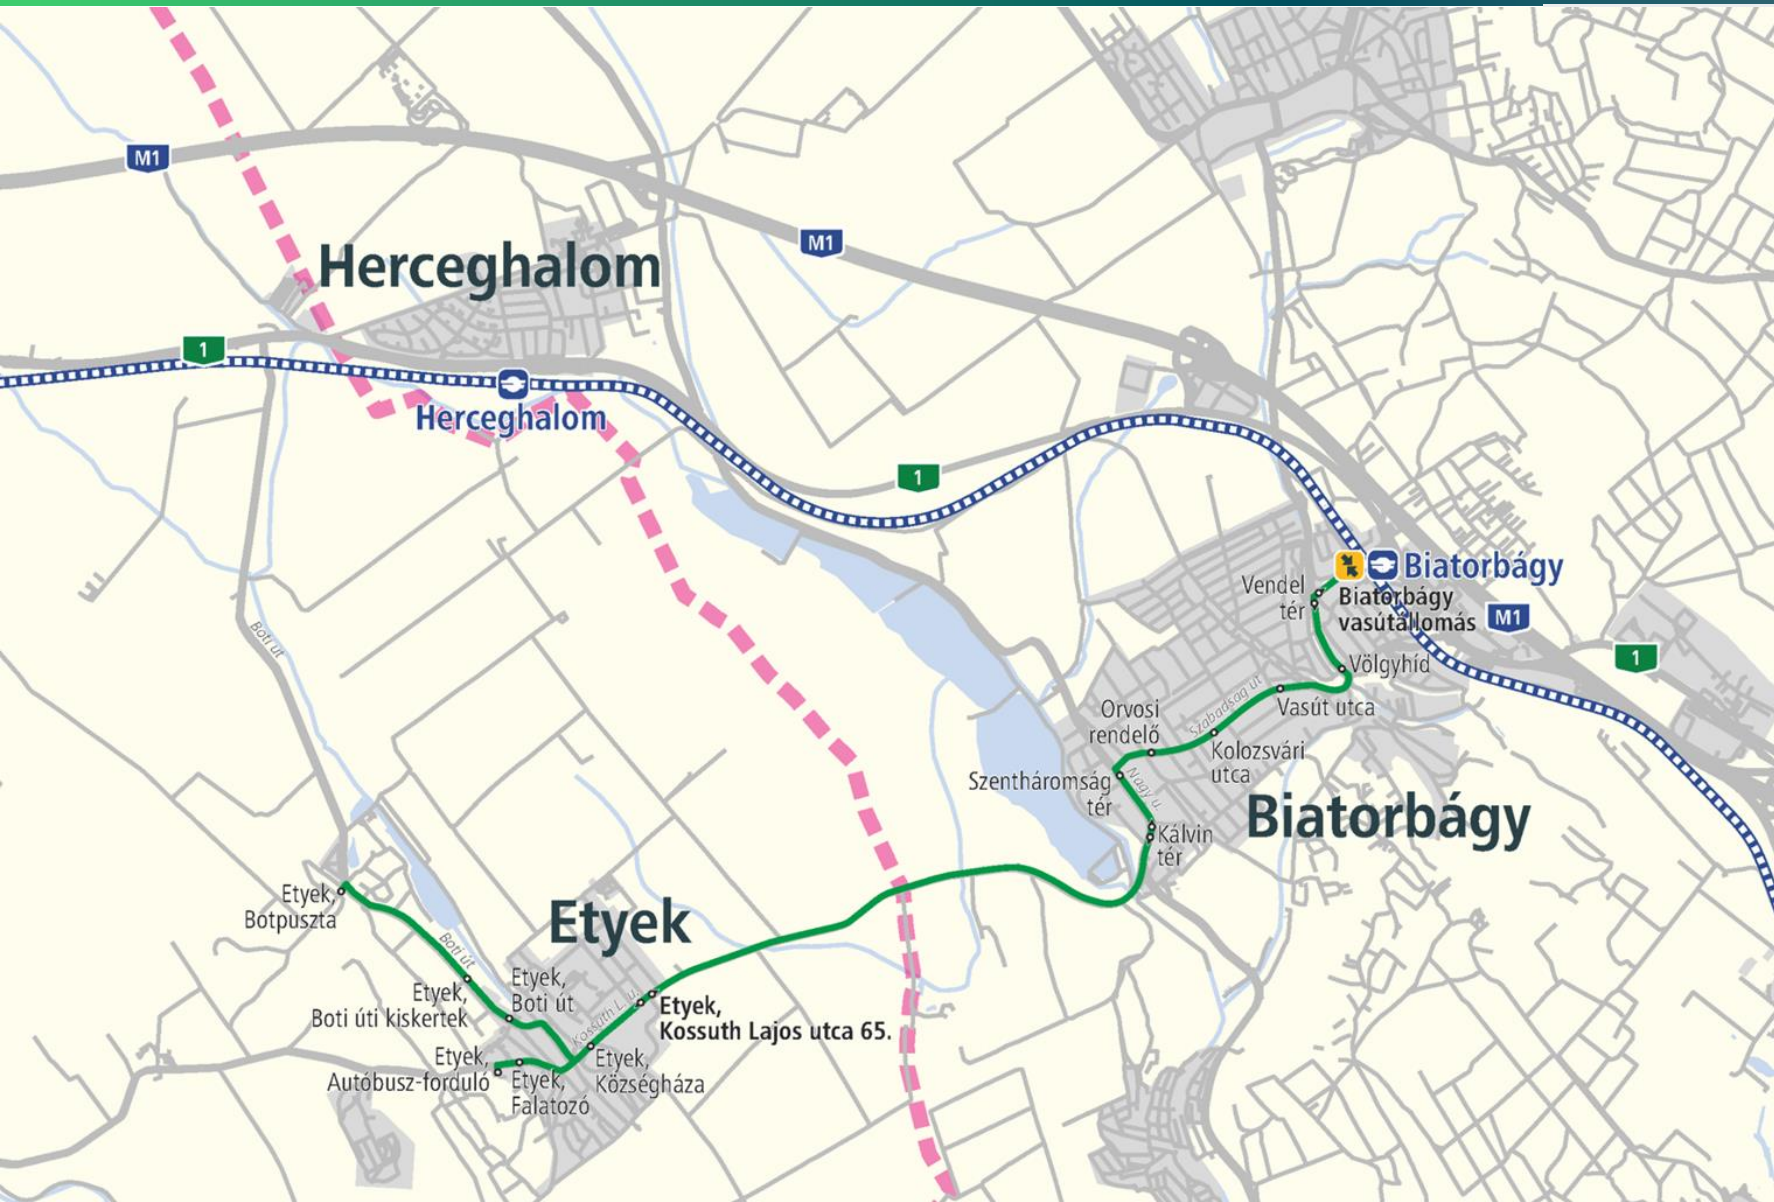 M1
M1
Herceghalom
1
Herceghalom
1
Biatorbágy
Vendel
tér
Biatorbágy
vasútállomás
M1
Boti út
1
Völgyhíd
Szabadság út
Vasút utca
Orvosi
rendelő
Kolozsvári
utca
Szentháromság
tér
Nagy u.
Biatorbágy
Kálvin
tér
Etyek,
Botpuszta
Etyek
Boti út
Etyek,
Boti úti kiskertek
Etyek,
Boti út
Kossuth L. u.
Etyek,
Kossuth Lajos utca 65.
Etyek,
Autóbusz-forduló
Etyek,
Falatozó
Etyek,
Községháza